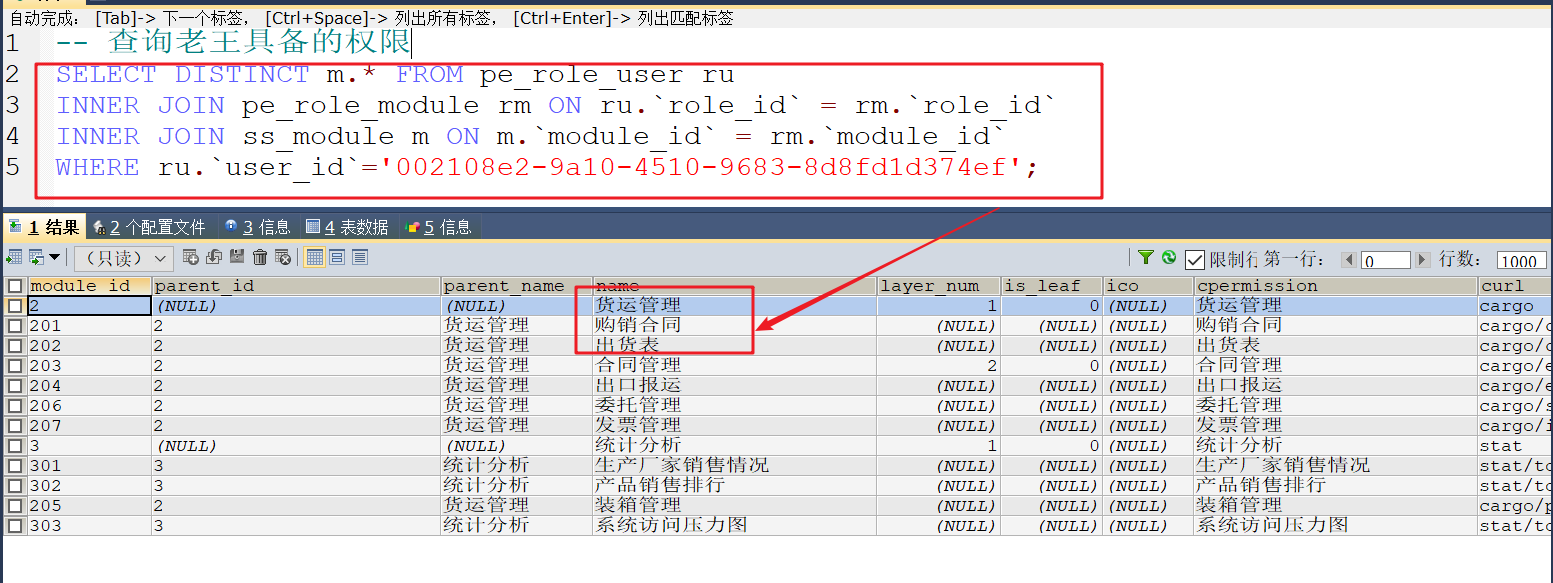 自动完成: [Tab]-> 下一个标签, [Ctrl+Space]-> 列出所有标签, [Ctrl+Enter]-> 列出匹配标签
1 -- 查询老王具备的权限
2 SELECT DISTINCT m.* FROM pe_role_user ru
3 INNER JOIN pe_role_module rm ON ru.`role_id` = rm.`role_id`
4 INNER JOIN ss_module m ON m.`module_id` = rm.`module_id`
5 WHERE ru.`user_id`='002108e2-9a10-4510-9683-8d8fd1d374ef';
1 结果 2 个配置文件 3 信息 4 表数据 5 信息
（只读） 限制行 第一行: 0 行数: 1000
module_id parent_id parent_name name layer_num is_leaf ico cpermission curl
2 (NULL) (NULL) 货运管理 1 0 (NULL) 货运管理 cargo
201 2 货运管理 购销合同 (NULL) (NULL) (NULL) 购销合同 cargo/
202 2 货运管理 出货表 (NULL) (NULL) (NULL) 出货表 cargo/
203 2 货运管理 合同管理 2 0 (NULL) 合同管理 cargo/e
204 2 货运管理 出口报运 (NULL) (NULL) (NULL) 出口报运 cargo/e
206 2 货运管理 委托管理 (NULL) (NULL) (NULL) 委托管理 cargo/s
207 2 货运管理 发票管理 (NULL) (NULL) (NULL) 发票管理 cargo/i
3 (NULL) (NULL) 统计分析 1 0 (NULL) 统计分析 stat
301 3 统计分析 生产厂家销售情况 (NULL) (NULL) (NULL) 生产厂家销售情况 stat/to
302 3 统计分析 产品销售排行 (NULL) (NULL) (NULL) 产品销售排行 stat/to
205 2 货运管理 装箱管理 (NULL) (NULL) (NULL) 装箱管理 cargo/p
303 3 统计分析 系统访问压力图 (NULL) (NULL) (NULL) 系统访问压力图 stat/to